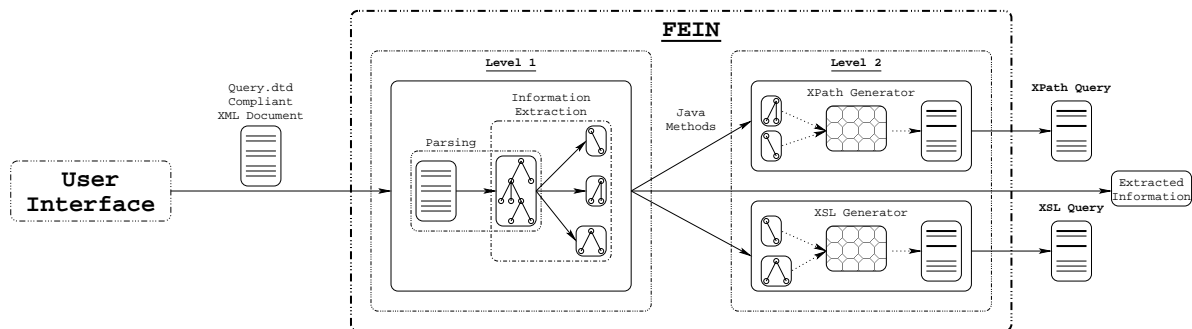 FEIN
Level 1
Level 2
Query.dtd
Compliant
XML Document
Information
Extraction
Parsing
Java
Methods
XPath Generator
XPath Query
User
Interface
Extracted
Information
XSL Generator
XSL Query